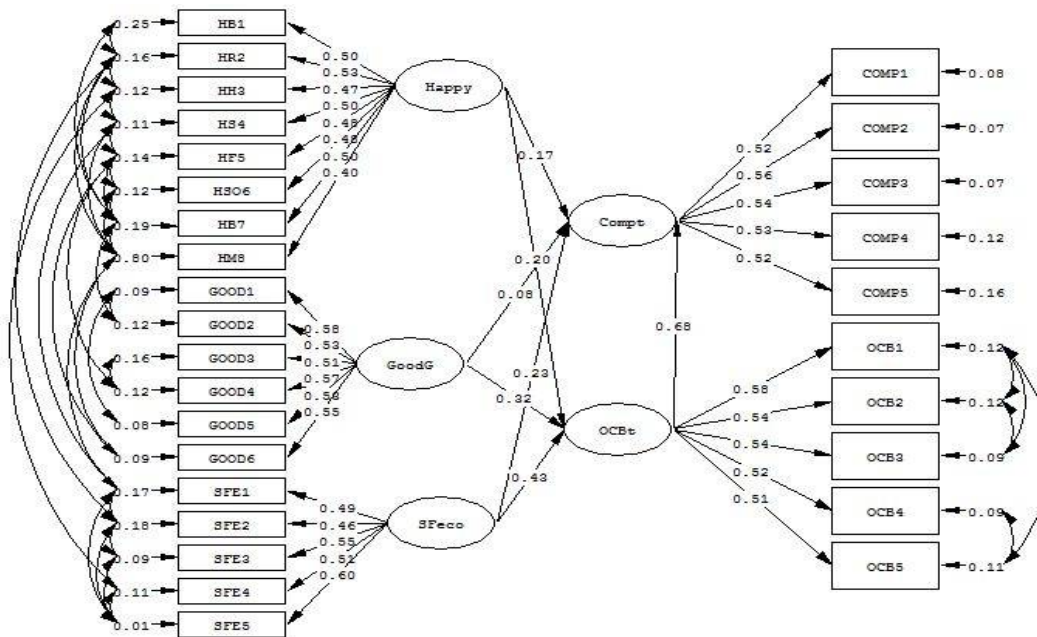 0.25 HB1
0.50
0.16 HR2
0.53
0.12 HH3
0.47
Happy
0.11 HS4
0.50
0.14 HF5
0.48
0.12 HSO6
0.48
0.19 HB7
0.50
0.80 HM8
0.40
0.09 GOOD1
0.58
0.12 GOOD2
0.53
0.16 GOOD3
0.51
GoodG
0.12 GOOD4
0.57
0.08 GOOD5
0.09 GOOD6
0.55
0.17 SFE1
0.49
0.18 SFE2
0.46
SFeco
0.09 SFE3
0.55
0.11 SFE4
0.51
0.01 SFE5
0.60
0.17
Compt
0.20
0.08
0.68
0.23
0.32
OCBt
0.43
COMP1 0.08
0.52
COMP2 0.07
0.56
COMP3 0.07
0.54
COMP4 0.12
0.53
COMP5 0.16
0.52
OCB1 0.12
0.58
OCB2 0.12
0.54
OCB3 0.09
0.54
OCB4 0.09
0.52
OCB5 0.11
0.51